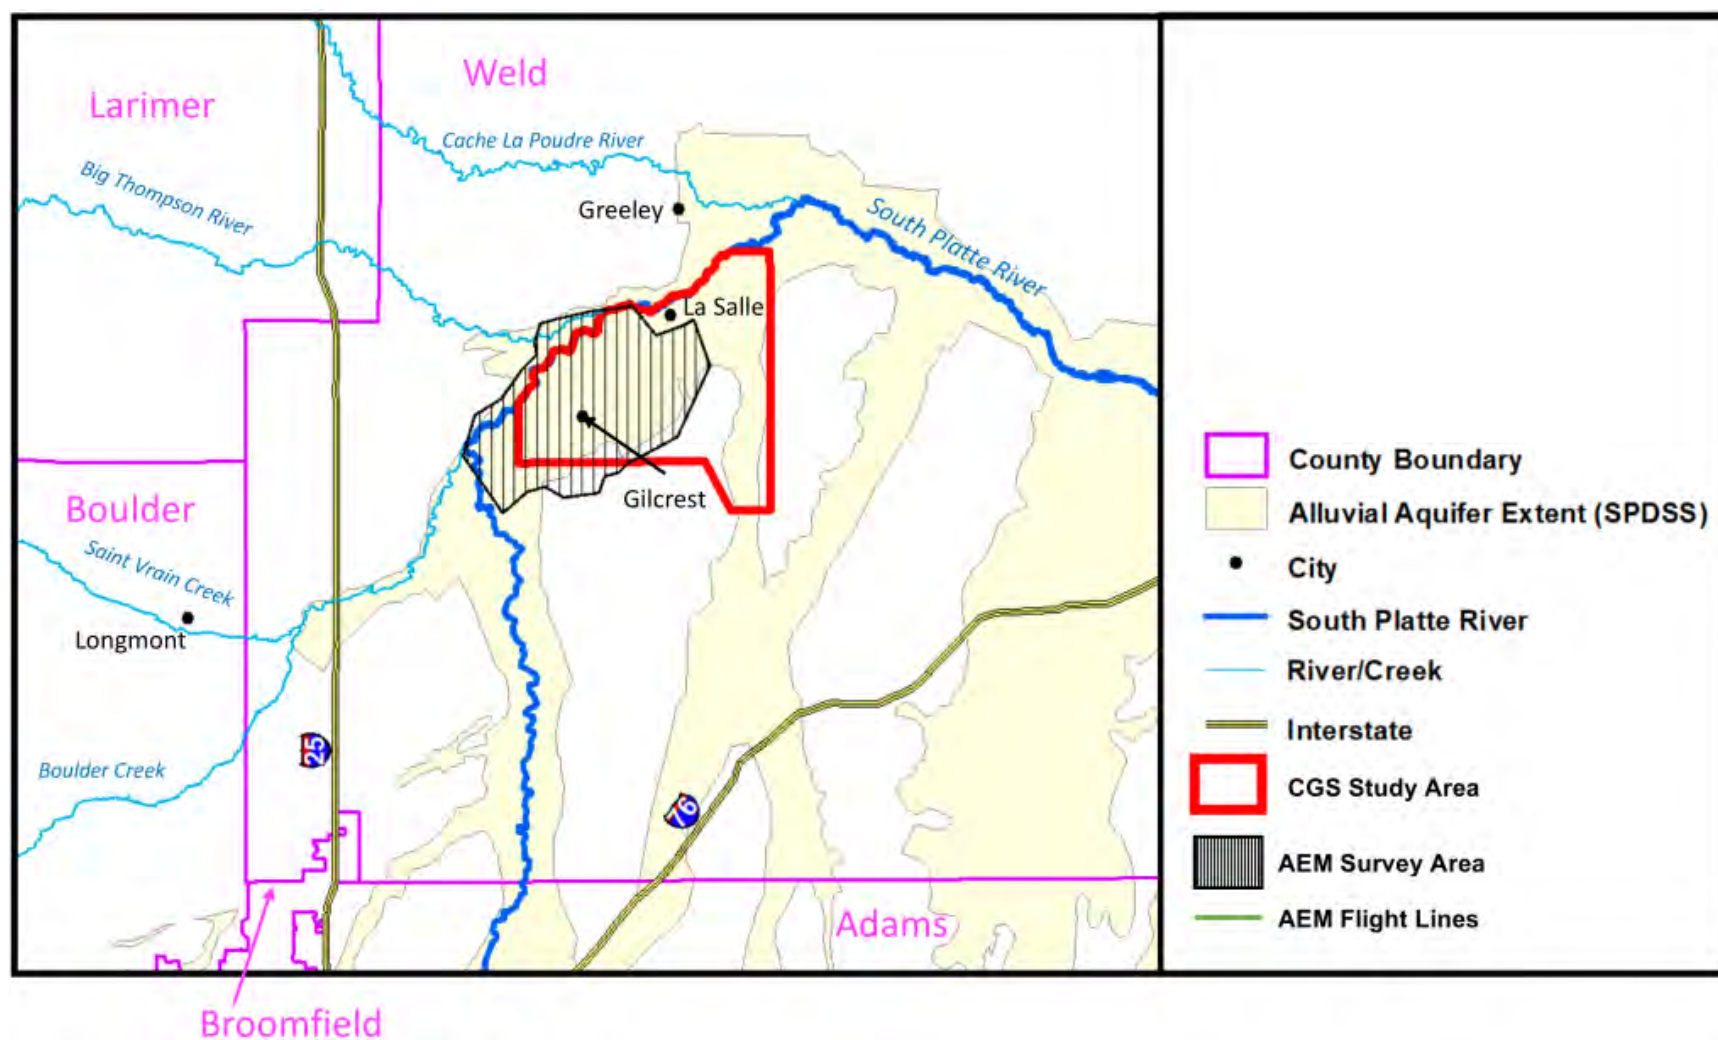 Weld
Larimer
Cache La Poudre River
Big Thompson River
Greeley
South Platte River
La Salle
Gilcrest
Boulder
Saint Vrain Creek
Longmont
25
Boulder Creek
76
Adams
Broomfield
County Boundary
Alluvial Aquifer Extent (SPDSS)
City
South Platte River
River/Creek
Interstate
CGS Study Area
AEM Survey Area
AEM Flight Lines